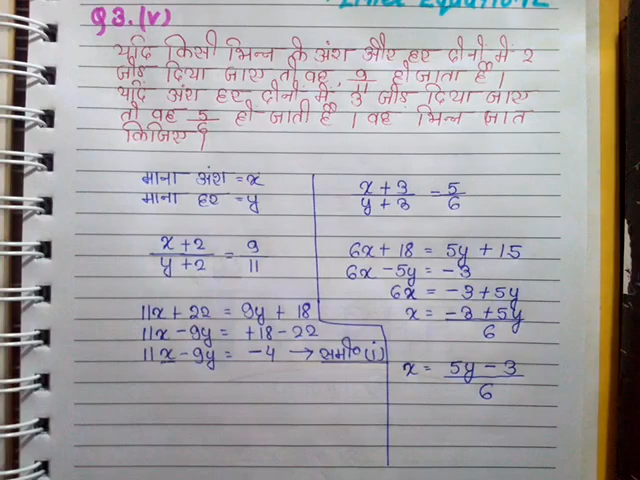 Linear Equation
Q3.(v)
यदि किसी भिन्न के अंश और हर दोनो में 2
जोड़ दिया जाए तो वह 9/11 हो जाता है।
यदि अंश हर दोनो में 3 जोड़ दिया जाए
तो वह 5/6 हो जाती है। वह भिन्न ज्ञात
किजिए।
माना अंश = x
माना हर = y
(x+2)/(y+2) = 9/11
11x + 22 = 9y + 18
11x - 9y = +18 - 22
11x - 9y = -4 → समी० (i)
(x+3)/(y+3) = 5/6
6x + 18 = 5y + 15
6x - 5y = -3
6x = -3 + 5y
x = (-3 + 5y)/6
x = (5y - 3)/6